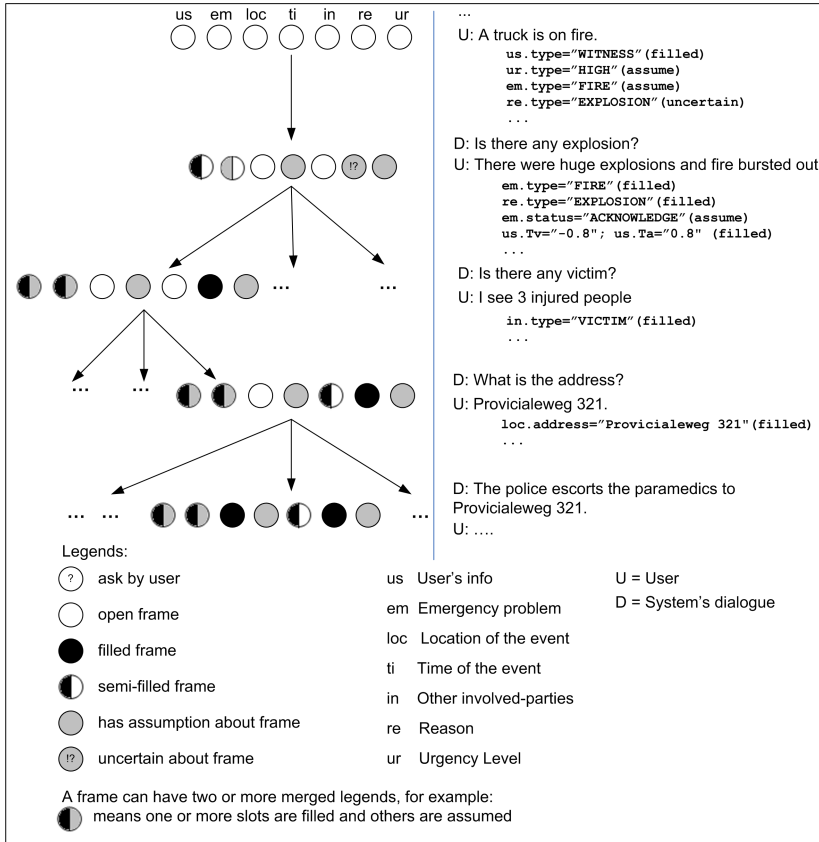 us em loc ti in re ur
!?
... ...
... ...
... ... ...
...
U: A truck is on fire.
us.type="WITNESS"(filled)
ur.type="HIGH"(assume)
em.type="FIRE"(assume)
re.type="EXPLOSION"(uncertain)
...
D: Is there any explosion?
U: There were huge explosions and fire bursted out
em.type="FIRE"(filled)
re.type="EXPLOSION"(filled)
em.status="ACKNOWLEDGE"(assume)
us.Tv="-0.8"; us.Ta="0.8" (filled)
...
D: Is there any victim?
U: I see 3 injured people
in.type="VICTIM"(filled)
...
D: What is the address?
U: Provicialeweg 321.
loc.address="Provicialeweg 321"(filled)
...
D: The police escorts the paramedics to
Provicialeweg 321.
U: ....
Legends:
? ask by user
open frame
filled frame
semi-filled frame
has assumption about frame
!? uncertain about frame
us User's info
em Emergency problem
loc Location of the event
ti Time of the event
in Other involved-parties
re Reason
ur Urgency Level
U = User
D = System's dialogue
A frame can have two or more merged legends, for example:
means one or more slots are filled and others are assumed